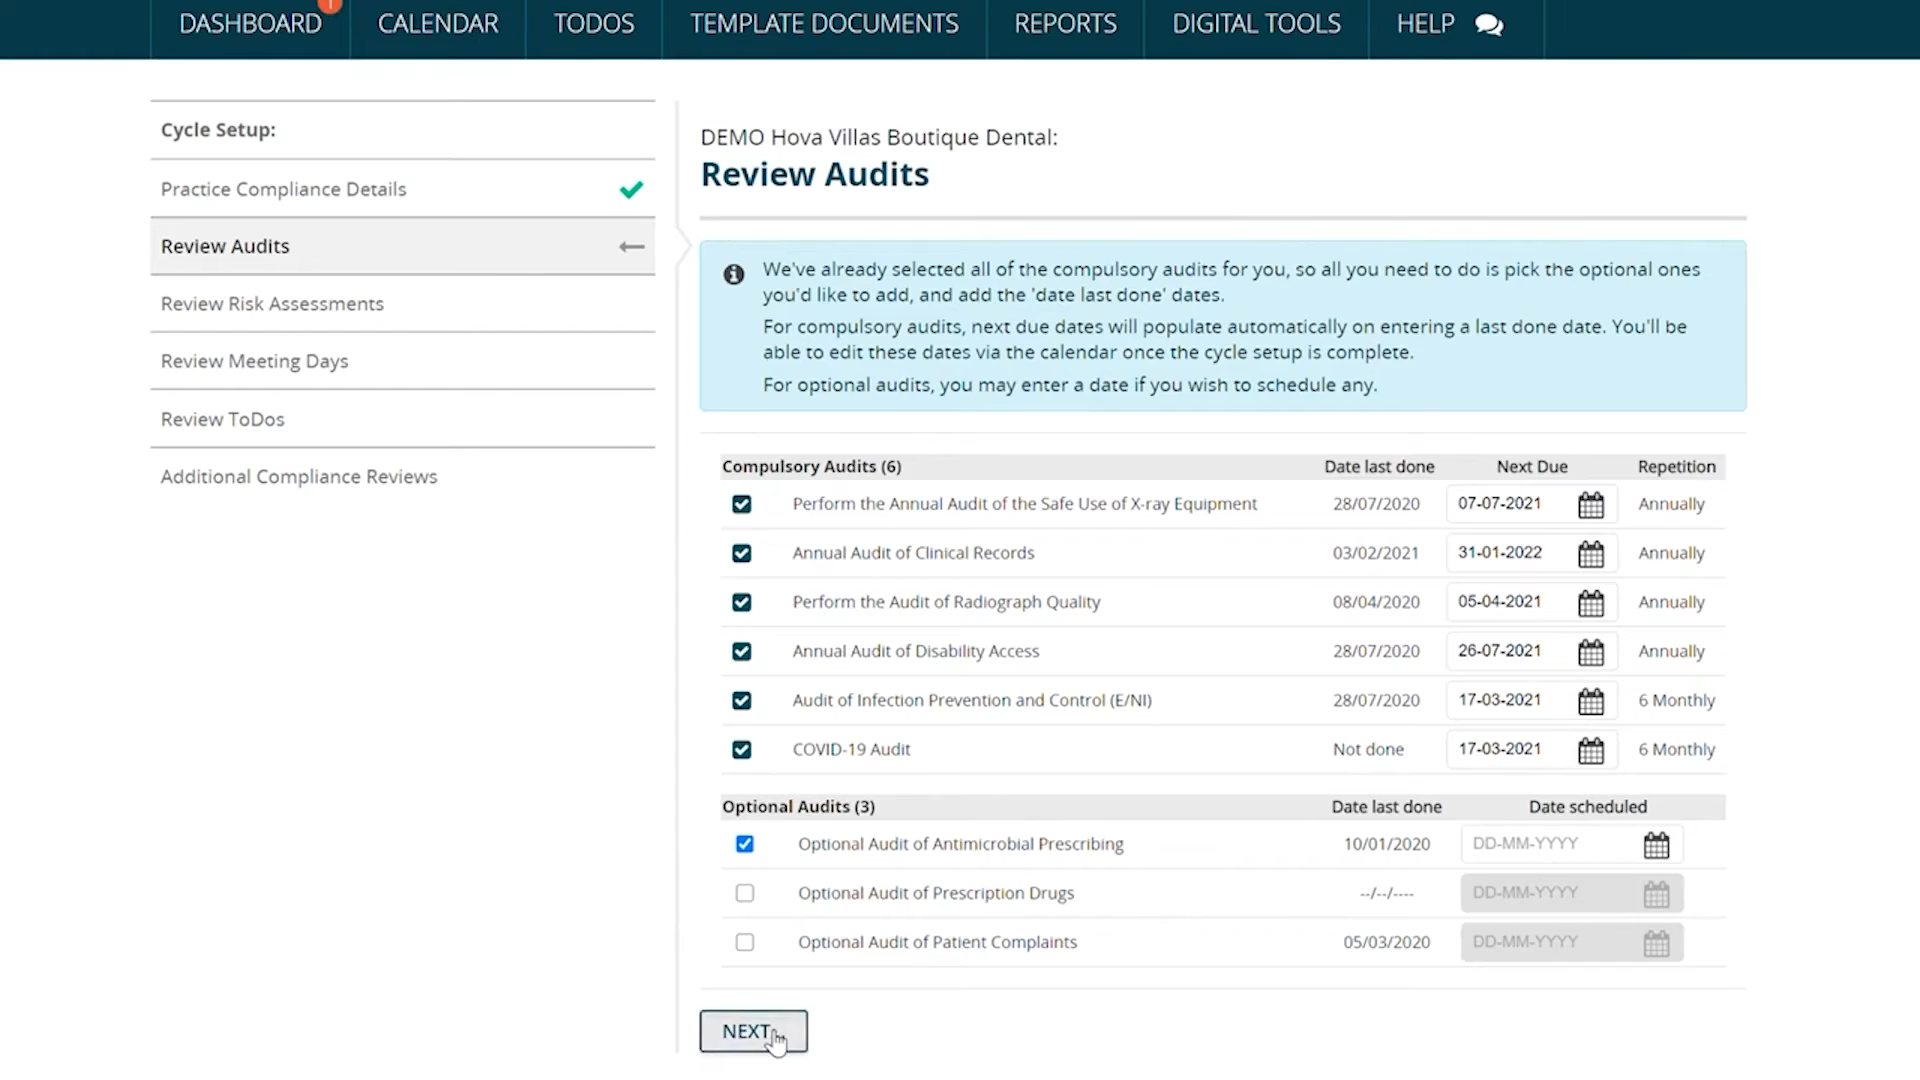 DASHBOARD CALENDAR TODOS TEMPLATE DOCUMENTS REPORTS DIGITAL TOOLS HELP
Cycle Setup:
Practice Compliance Details
Review Audits
Review Risk Assessments
Review Meeting Days
Review ToDos
Additional Compliance Reviews
DEMO Hova Villas Boutique Dental:
Review Audits
We've already selected all of the compulsory audits for you, so all you need to do is pick the optional ones
you'd like to add, and add the 'date last done' dates.
For compulsory audits, next due dates will populate automatically on entering a last done date. You'll be
able to edit these dates via the calendar once the cycle setup is complete.
For optional audits, you may enter a date if you wish to schedule any.
Compulsory Audits (6) Date last done Next Due Repetition
Perform the Annual Audit of the Safe Use of X-ray Equipment 28/07/2020 07-07-2021 Annually
Annual Audit of Clinical Records 03/02/2021 31-01-2022 Annually
Perform the Audit of Radiograph Quality 08/04/2020 05-04-2021 Annually
Annual Audit of Disability Access 28/07/2020 26-07-2021 Annually
Audit of Infection Prevention and Control (E/NI) 28/07/2020 17-03-2021 6 Monthly
COVID-19 Audit Not done 17-03-2021 6 Monthly
Optional Audits (3) Date last done Date scheduled
Optional Audit of Antimicrobial Prescribing 10/01/2020 DD-MM-YYYY
Optional Audit of Prescription Drugs --/--/---- DD-MM-YYYY
Optional Audit of Patient Complaints 05/03/2020 DD-MM-YYYY
NEXT